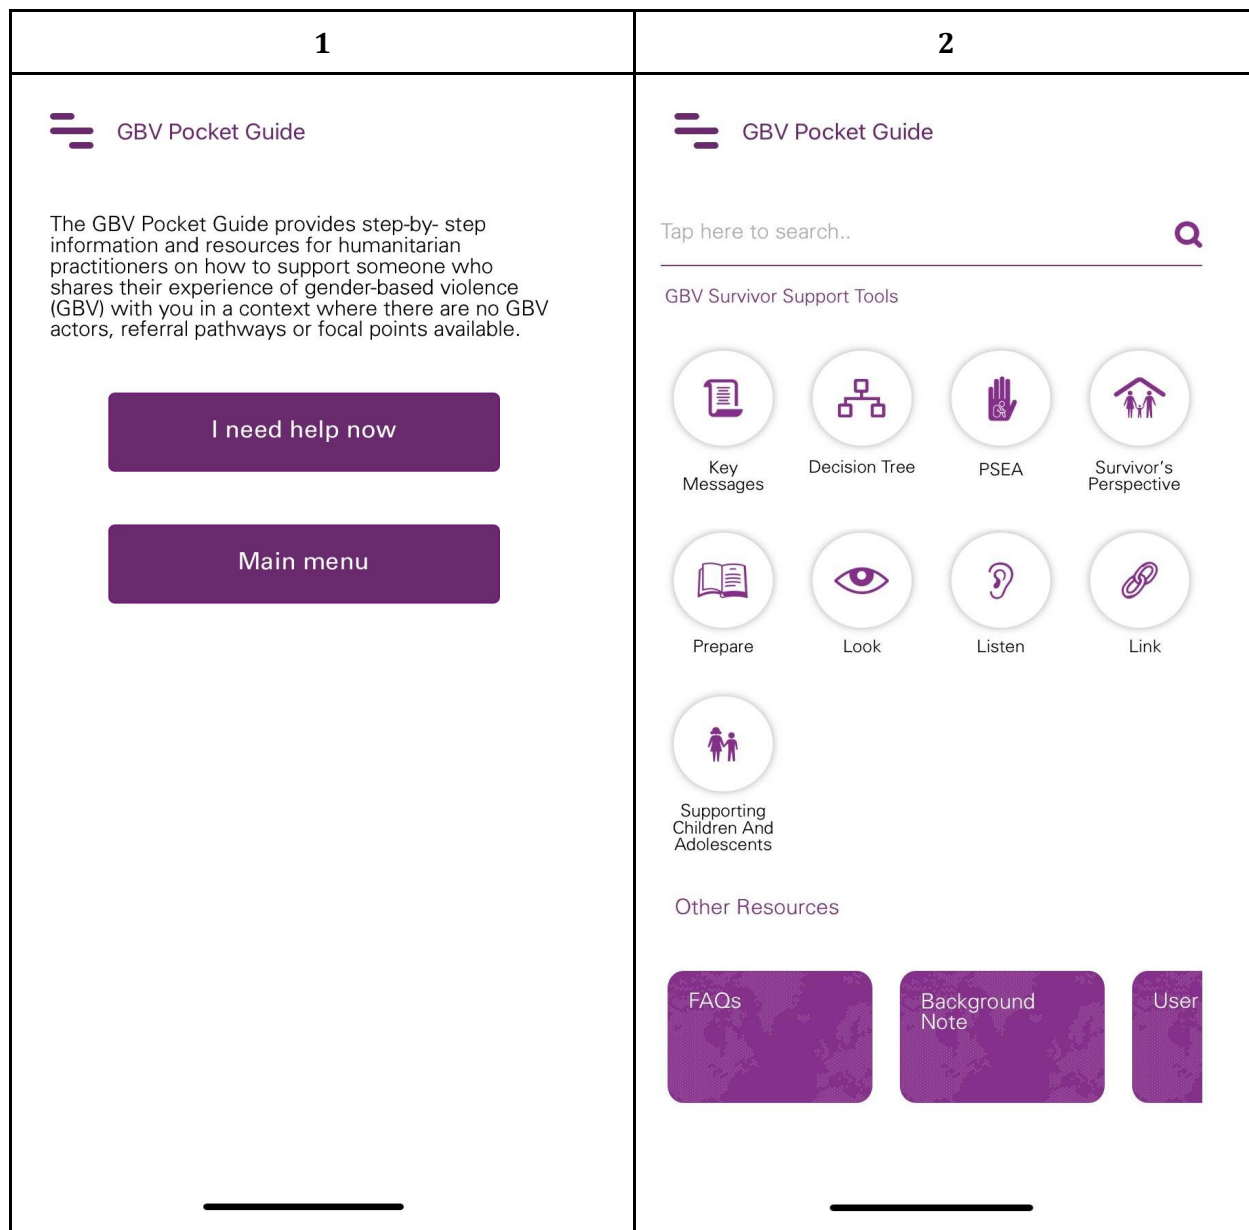 1
2
GBV Pocket Guide
The GBV Pocket Guide provides step-by- step
information and resources for humanitarian
practitioners on how to support someone who
shares their experience of gender-based violence
(GBV) with you in a context where there are no GBV
actors, referral pathways or focal points available.
I need help now
Main menu
GBV Pocket Guide
Tap here to search..
GBV Survivor Support Tools
Key
Messages
Decision Tree
PSEA
Survivor's
Perspective
Prepare
Look
Listen
Link
Supporting
Children And
Adolescents
Other Resources
FAQs
Background
Note
User